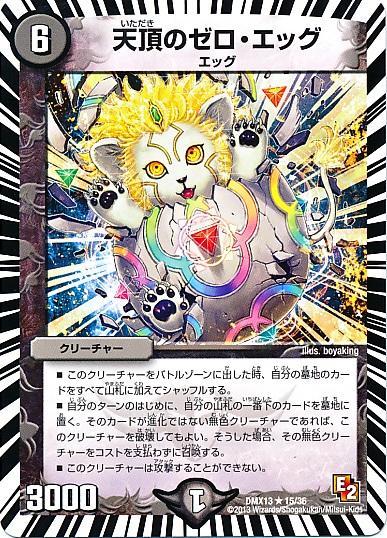 6
いただき
天頂のゼロ・エッグ
エッグ
クリーチャー
illus. boyaking
■ このクリーチャーをバトルゾーンに出した時、自分の墓地のカ
ードをすべて山札に加えてシャッフルする。
■ 自分のターンのはじめに、自分の山札の一番下のカードを墓地に
置く。そのカードが進化ではない無色クリーチャーであれば、こ
のクリーチャーを破壊してもよい。そうした場合、その無色クリ
ーチャーをコストを支払わずに召喚する。
■ このクリーチャーは攻撃することができない。
3000
1
E2
DMX13 ★ 15/36
©2013 Wizards/Shogakukan/Mitsui-Kids